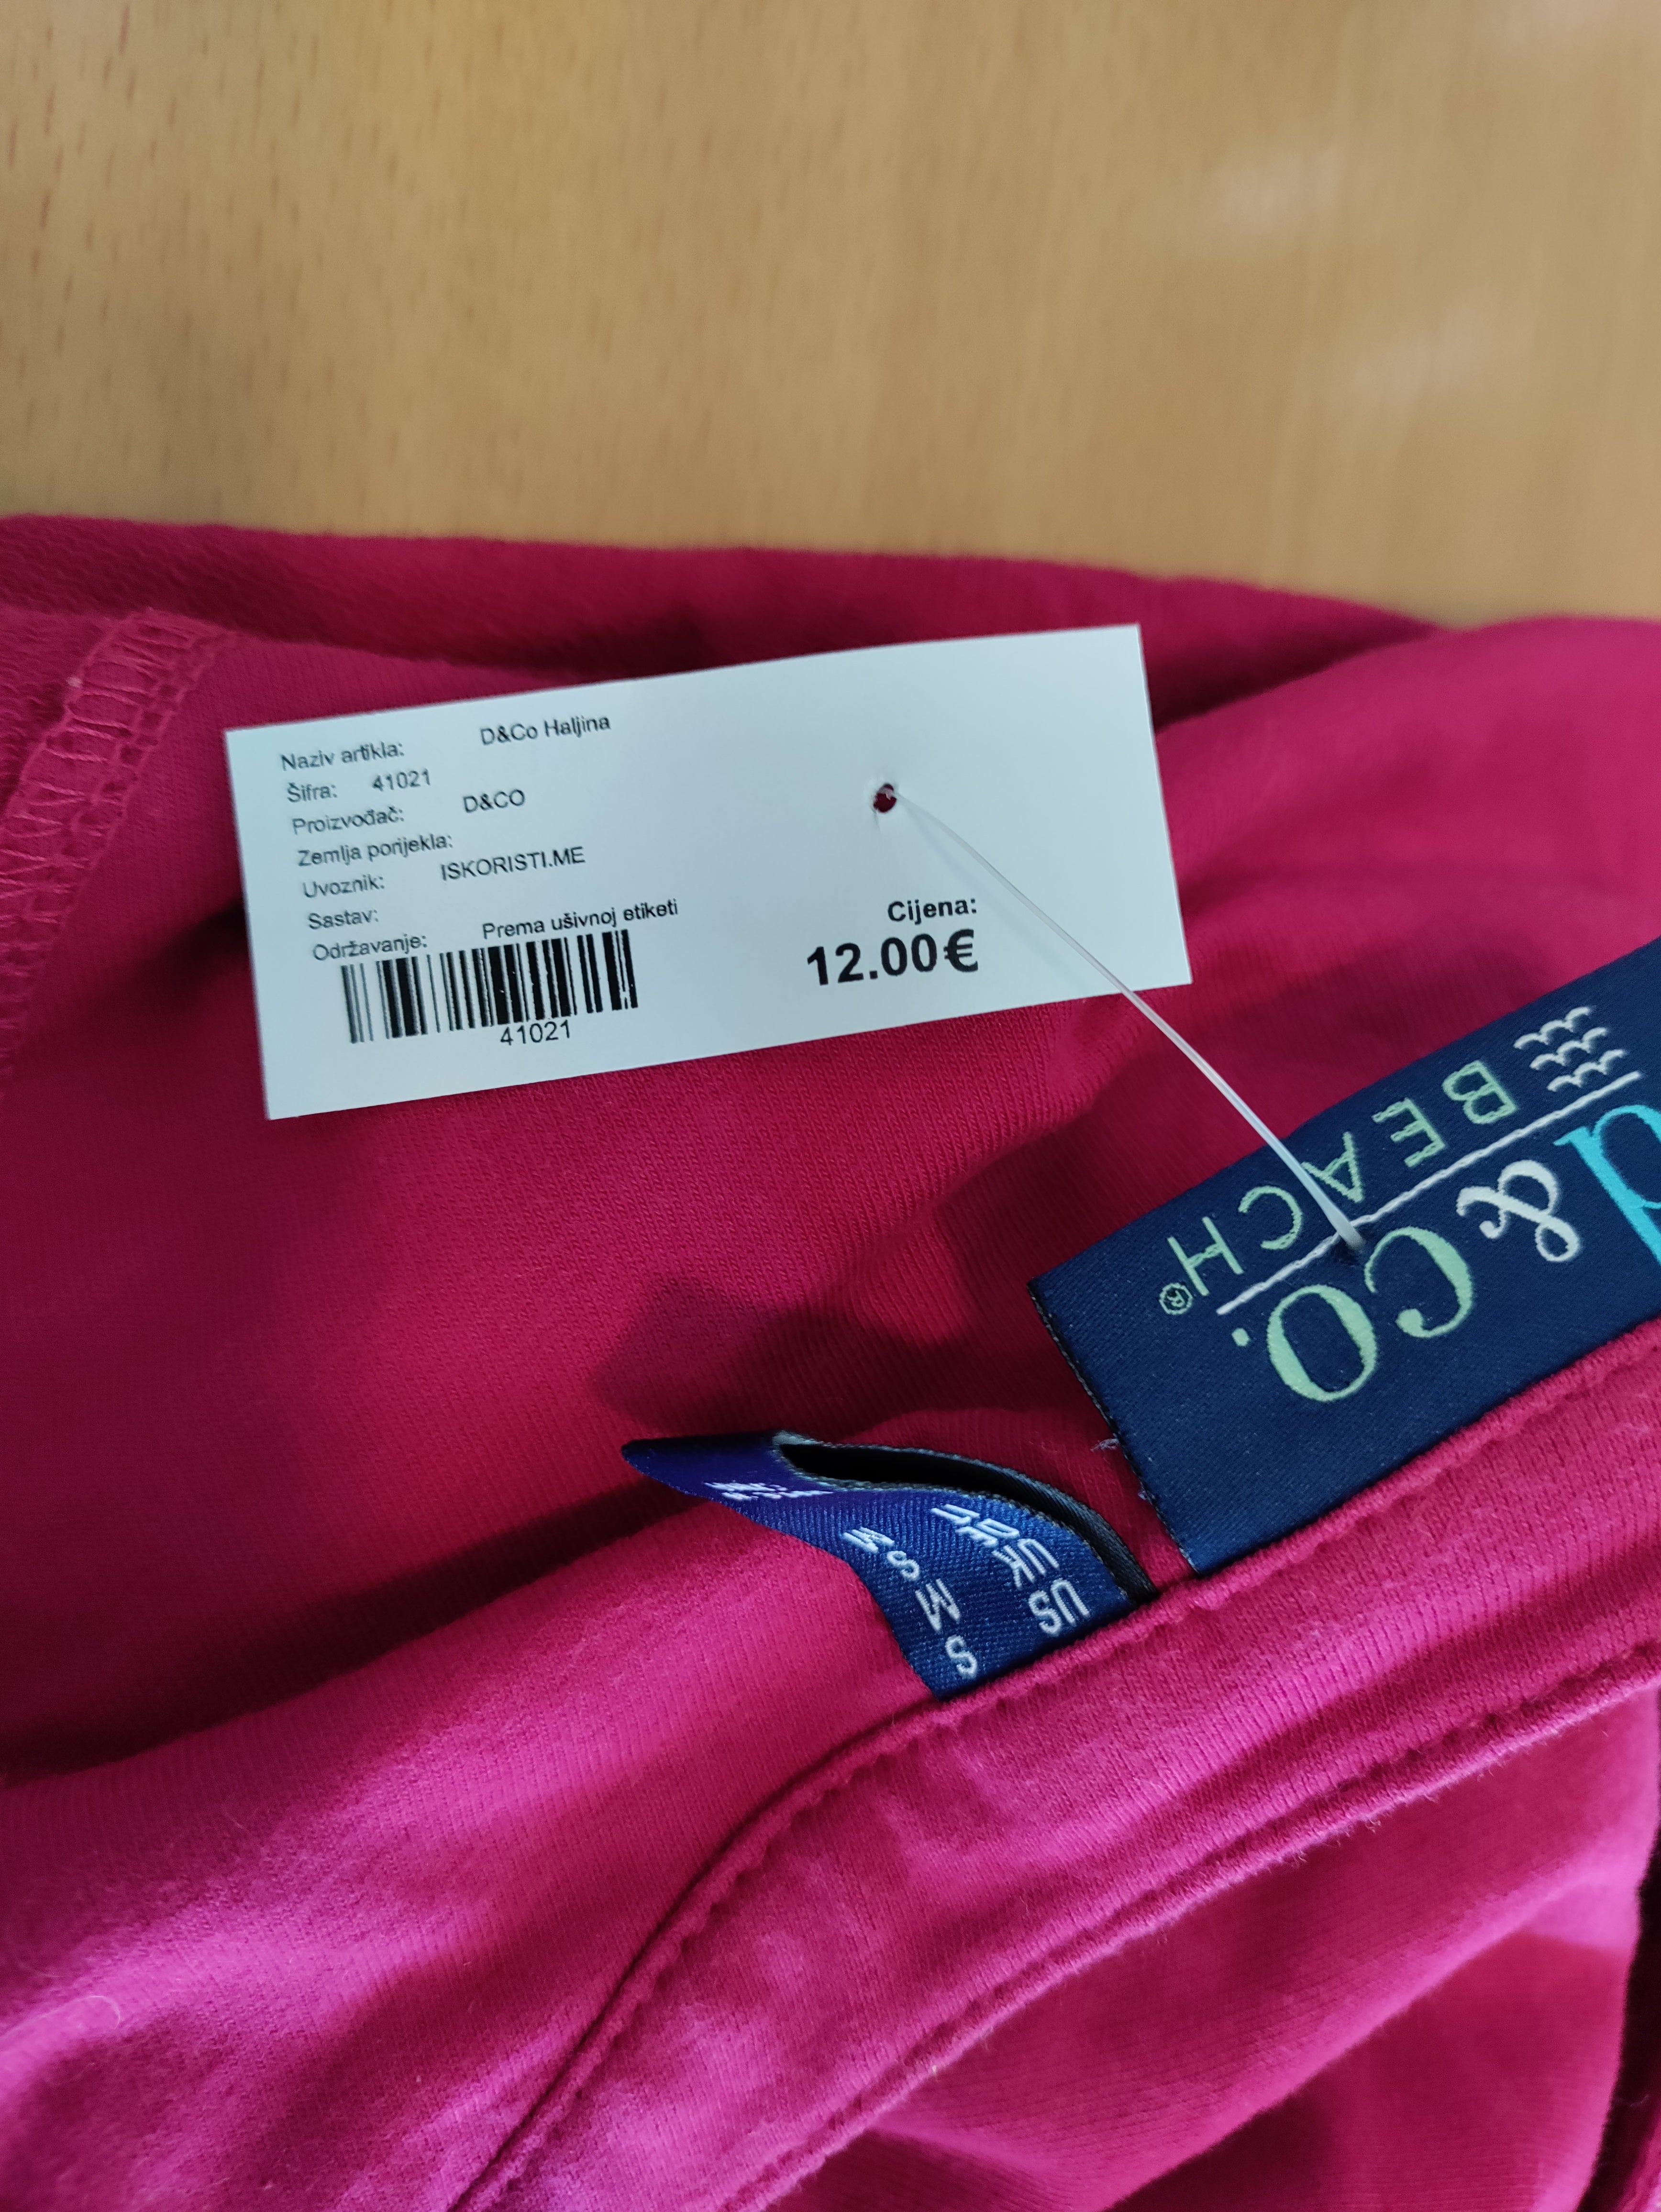 Naziv artikla: D&Co Haljina
Šifra: 41021
Proizvođač: D&CO
Zemlja porijekla:
Uvoznik: ISKORISTI.ME
Sastav:
Održavanje: Prema ušivnoj etiketi
41021
Cijena:
12.00€
d&CO.
BEACH®
US S
UK M
S
M